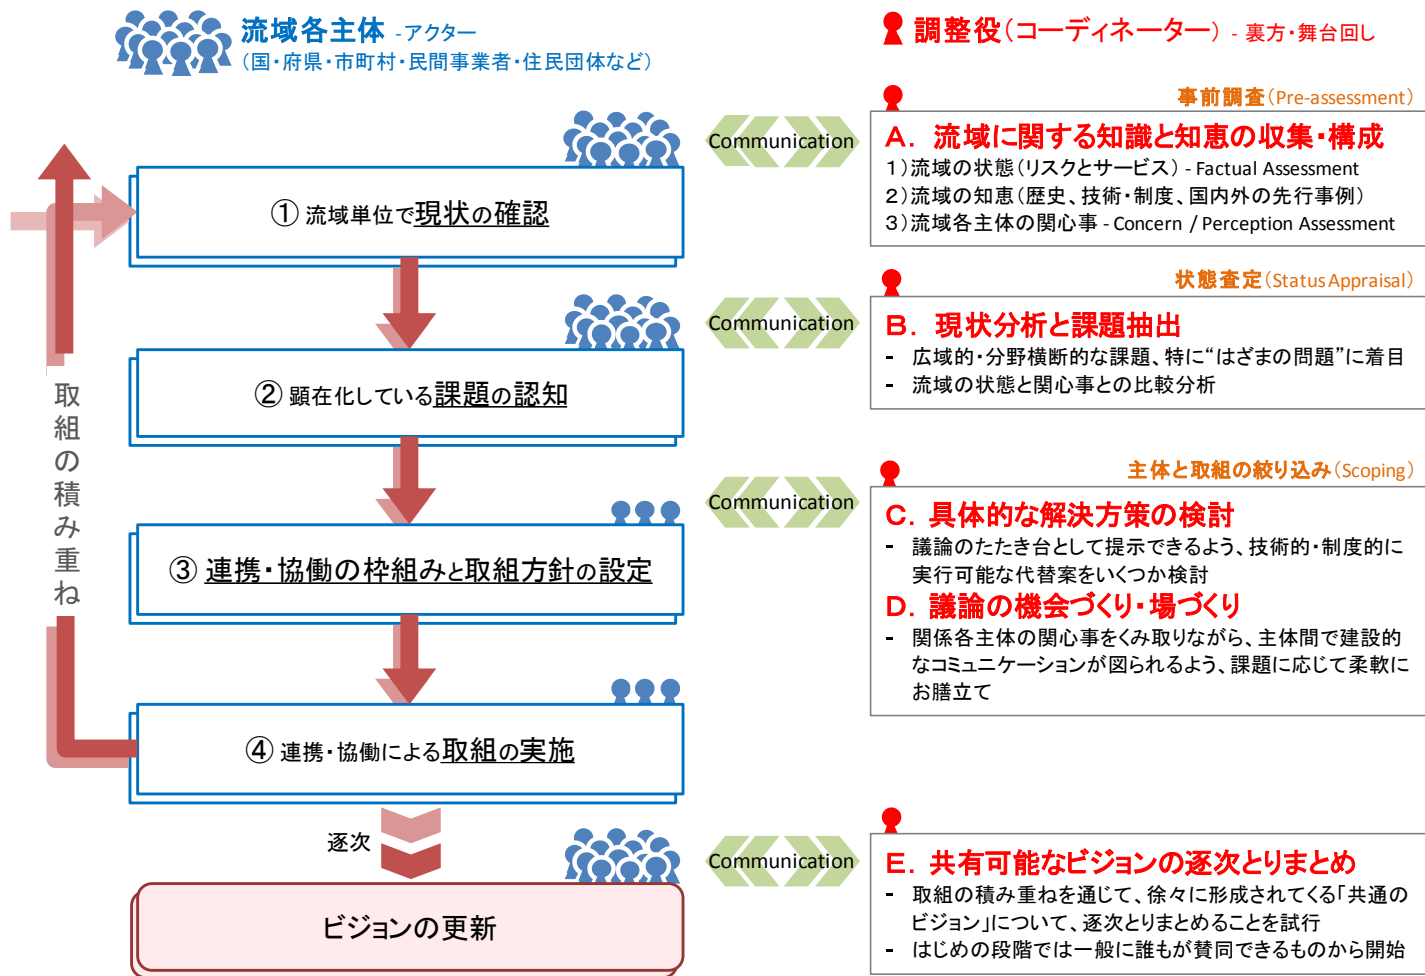 流域各主体 - アクター
(国・府県・市町村・民間事業者・住民団体など)
調整役(コーディネーター) - 裏方・舞台回し
① 流域単位で現状の確認
② 顕在化している課題の認知
③ 連携・協働の枠組みと取組方針の設定
④ 連携・協働による取組の実施
逐次
ビジョンの更新
取組の積み重ね
Communication
事前調査(Pre-assessment)
A. 流域に関する知識と知恵の収集・構成
1)流域の状態(リスクとサービス) - Factual Assessment
2)流域の知恵(歴史、技術・制度、国内外の先行事例)
3)流域各主体の関心事 - Concern / Perception Assessment
Communication
状態査定(Status Appraisal)
B. 現状分析と課題抽出
- 広域的・分野横断的な課題、特に“はざまの問題”に着目
- 流域の状態と関心事との比較分析
Communication
主体と取組の絞り込み(Scoping)
C. 具体的な解決方策の検討
- 議論のたたき台として提示できるよう、技術的・制度的に
実行可能な代替案をいくつか検討
D. 議論の機会づくり・場づくり
- 関係各主体の関心事をくみ取りながら、主体間で建設的
なコミュニケーションが図られるよう、課題に応じて柔軟に
お膳立て
Communication
E. 共有可能なビジョンの逐次とりまとめ
- 取組の積み重ねを通じて、徐々に形成されてくる「共通の
ビジョン」について、逐次とりまとめることを試行
- はじめの段階では一般に誰もが賛同できるものから開始